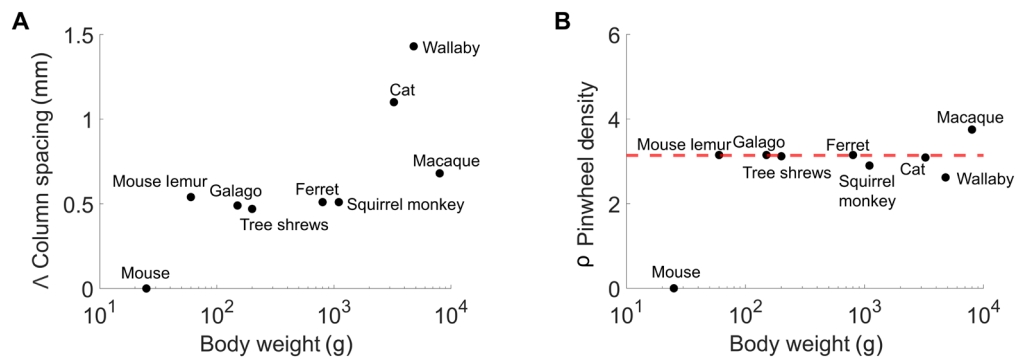 A
Λ Column spacing (mm)
1.5
1
0.5
0
10¹
10²
10³
10⁴
Body weight (g)
Wallaby
Cat
Macaque
Mouse lemur
Galago
Ferret
Squirrel monkey
Tree shrews
Mouse
B
ρ Pinwheel density
6
4
2
0
10¹
10²
10³
10⁴
Body weight (g)
Macaque
Mouse lemur
Galago
Ferret
Tree shrews
Cat
Squirrel
monkey
Wallaby
Mouse